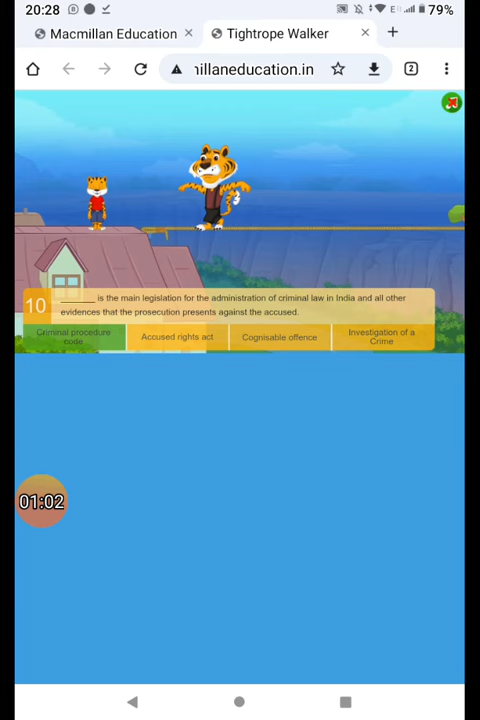 20:28
79%
Macmillan Education
Tightrope Walker
nillaneducation.in
2
10
________ is the main legislation for the administration of criminal law in India and all other
evidences that the prosecution presents against the accused.
Criminal procedure
code
Accused rights act
Cognisable offence
Investigation of a
Crime
01:02